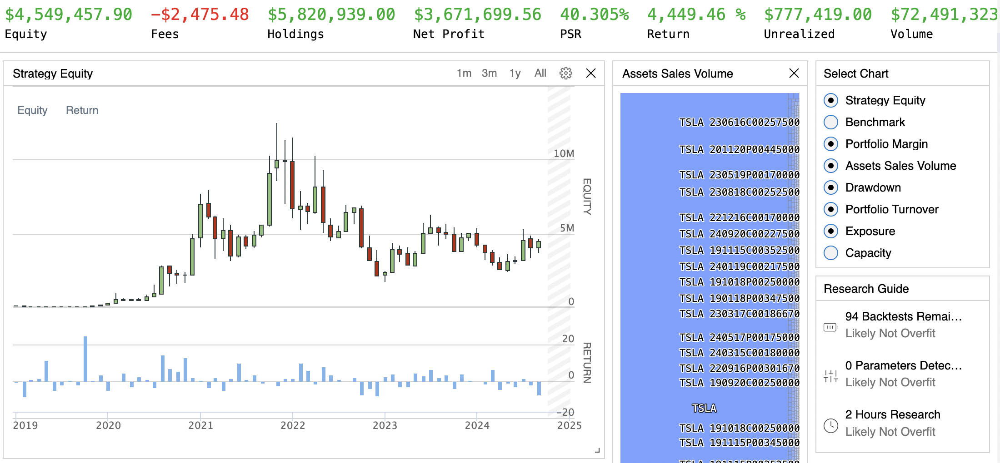 $4,549,457.90 −$2,475.48 $5,820,939.00 $3,671,699.56 40.305% 4,449.46 % $777,419.00 $72,491,323
Equity Fees Holdings Net Profit PSR Return Unrealized Volume
Strategy Equity 1m 3m 1y All
Equity Return
10M
5M
0
EQUITY
20
0
-20
RETURN
2019 2020 2021 2022 2023 2024 2025
Assets Sales Volume
TSLA 230616C00257500
TSLA 201120P00445000
TSLA 230519P00170000
TSLA 230818C00252500
TSLA 221216C00170000
TSLA 240920C00227500
TSLA 191115C00352500
TSLA 240119C00217500
TSLA 191018P00250000
TSLA 190118P00347500
TSLA 230317C00186670
TSLA 240517P00175000
TSLA 240315C00180000
TSLA 220916P00301670
TSLA 190920C00250000
TSLA
TSLA 191018C00250000
TSLA 191115P00345000
Select Chart
Strategy Equity
Benchmark
Portfolio Margin
Assets Sales Volume
Drawdown
Portfolio Turnover
Exposure
Capacity
Research Guide
94 Backtests Remai...
Likely Not Overfit
0 Parameters Detec...
Likely Not Overfit
2 Hours Research
Likely Not Overfit